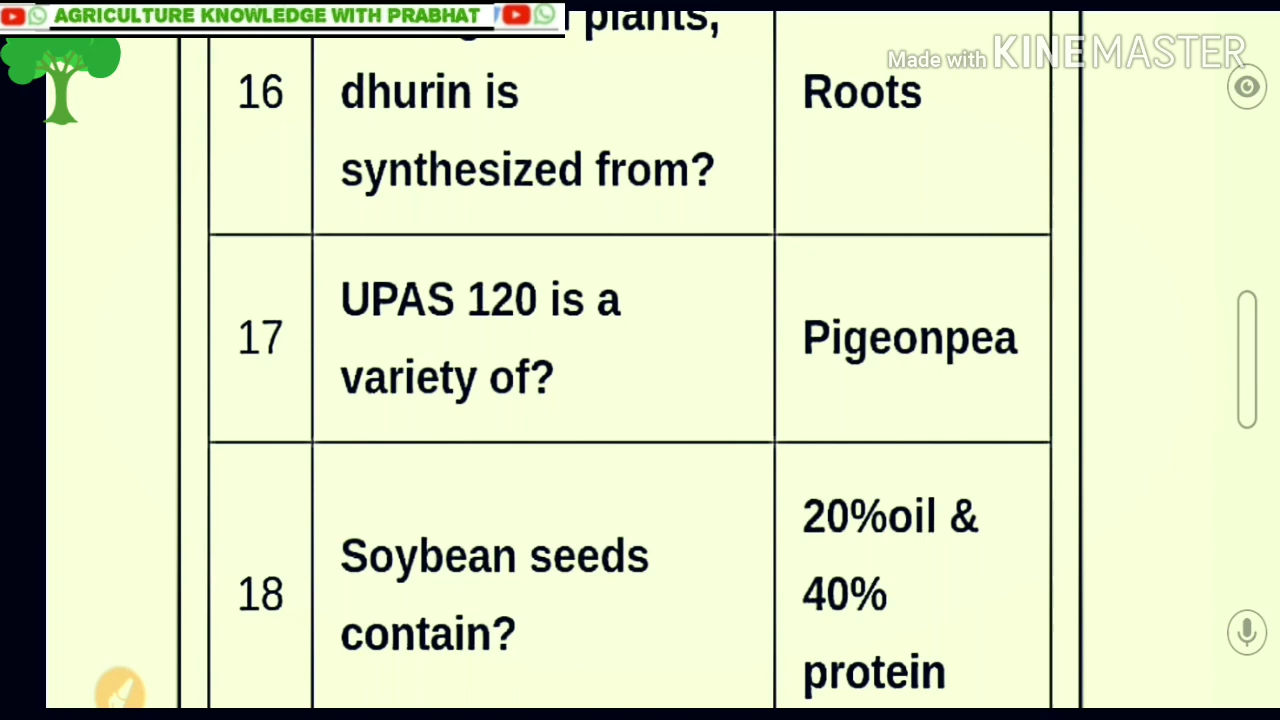 AGRICULTURE KNOWLEDGE WITH PRABHAT
Made with KINEMASTER
plants,
16 dhurin is Roots
synthesized from?
UPAS 120 is a
17 Pigeonpea
variety of?
20%oil &
Soybean seeds
18 40%
contain?
protein